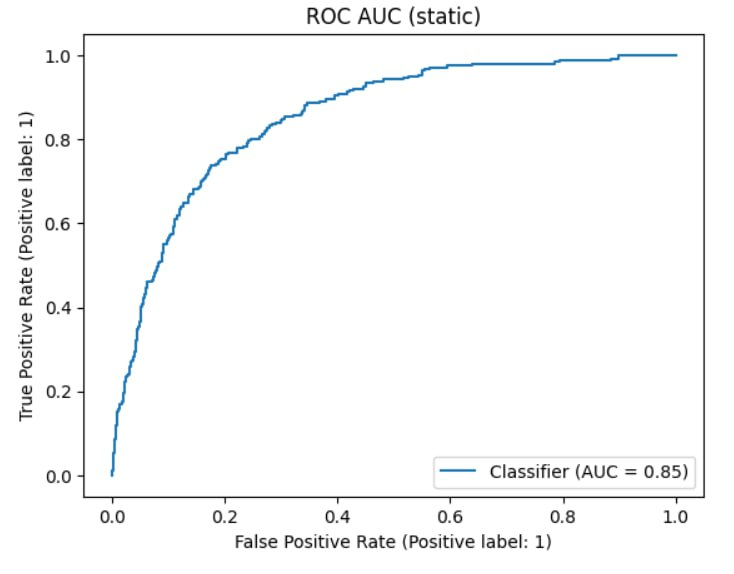 ROC AUC (static)
True Positive Rate (Positive label: 1)
1.0
0.8
0.6
0.4
0.2
0.0
Classifier (AUC = 0.85)
0.0 0.2 0.4 0.6 0.8 1.0
False Positive Rate (Positive label: 1)